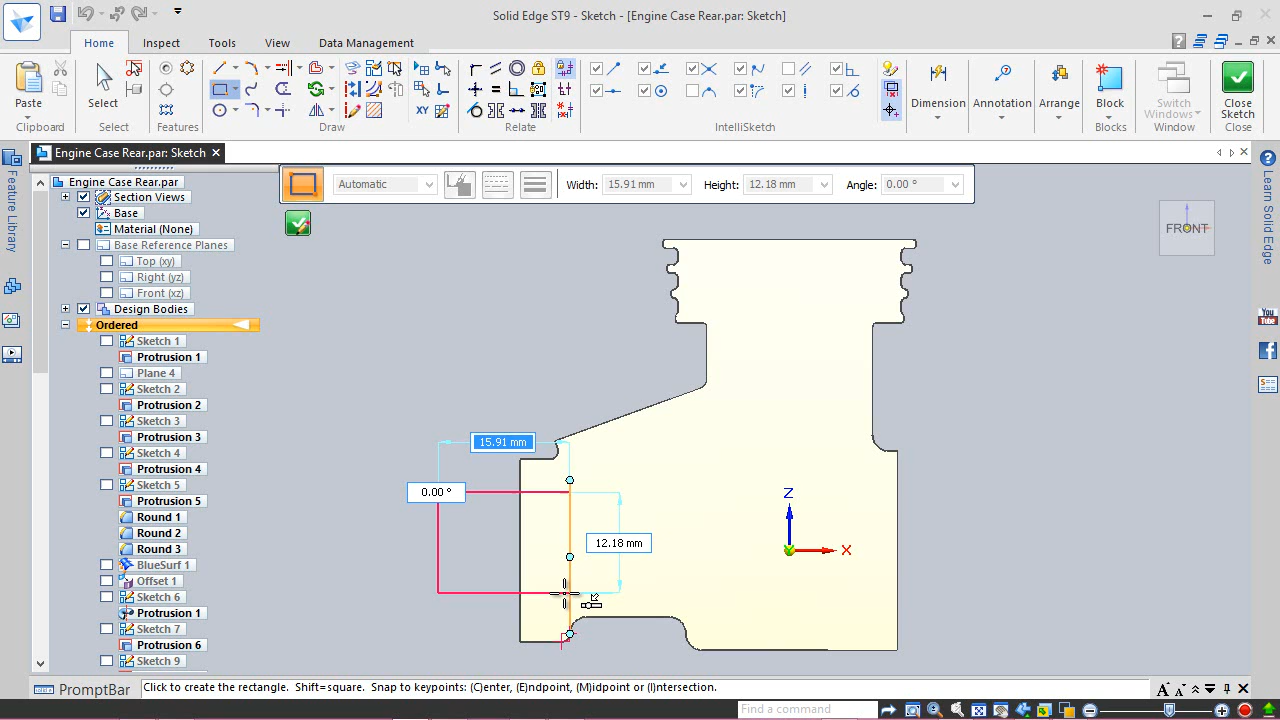 Solid Edge ST9 - Sketch - [Engine Case Rear.par: Sketch]
Home Inspect Tools View Data Management
Paste
Select
Dimension
Annotation
Arrange
Block
Switch Windows
Close Sketch
Clipboard Select Features Draw Relate IntelliSketch Blocks Window Close
Engine Case Rear.par: Sketch
Automatic
Width: 15.91 mm
Height: 12.18 mm
Angle: 0.00 °
Feature Library
Engine Case Rear.par
Section Views
Base
Material (None)
Base Reference Planes
Top (xy)
Right (yz)
Front (xz)
Design Bodies
Ordered
Sketch 1
Protrusion 1
Plane 4
Sketch 2
Protrusion 2
Sketch 3
Protrusion 3
Sketch 4
Protrusion 4
Sketch 5
Protrusion 5
Round 1
Round 2
Round 3
BlueSurf 1
Offset 1
Sketch 6
Protrusion 1
Sketch 7
Protrusion 6
Sketch 9
FRONT
15.91 mm
0.00 °
12.18 mm
Z
X
Learn Solid Edge
You Tube
PromptBar
Click to create the rectangle. Shift=square. Snap to keypoints: (C)enter, (E)ndpoint, (M)idpoint or (I)ntersection.
Find a command